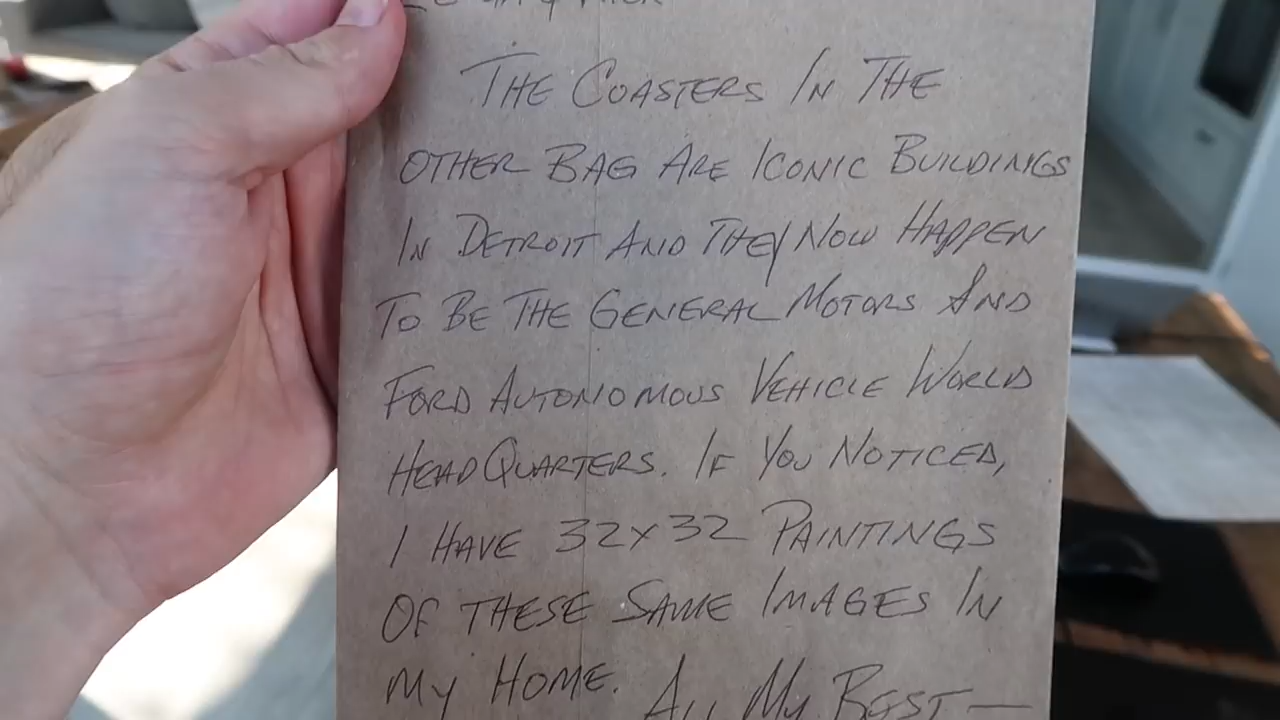 The Coasters In The
Other Bag Are Iconic Buildings
In Detroit And They Now Happen
To Be The General Motors And
Ford Autonomous Vehicle World
HeadQuarters. If You Noticed,
I Have 32x32 Paintings
Of These Same Images In
My Home. All My Best—